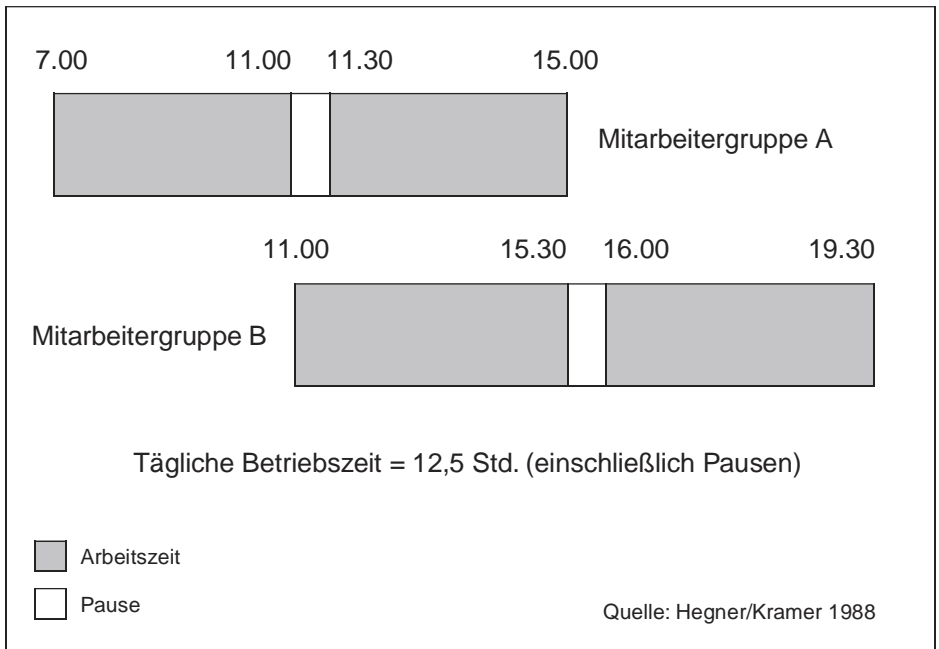 7.00 11.00 11.30 15.00
Mitarbeitergruppe A
11.00 15.30 16.00 19.30
Mitarbeitergruppe B
Tägliche Betriebszeit = 12,5 Std. (einschließlich Pausen)
Arbeitszeit
Pause
Quelle: Hegner/Kramer 1988